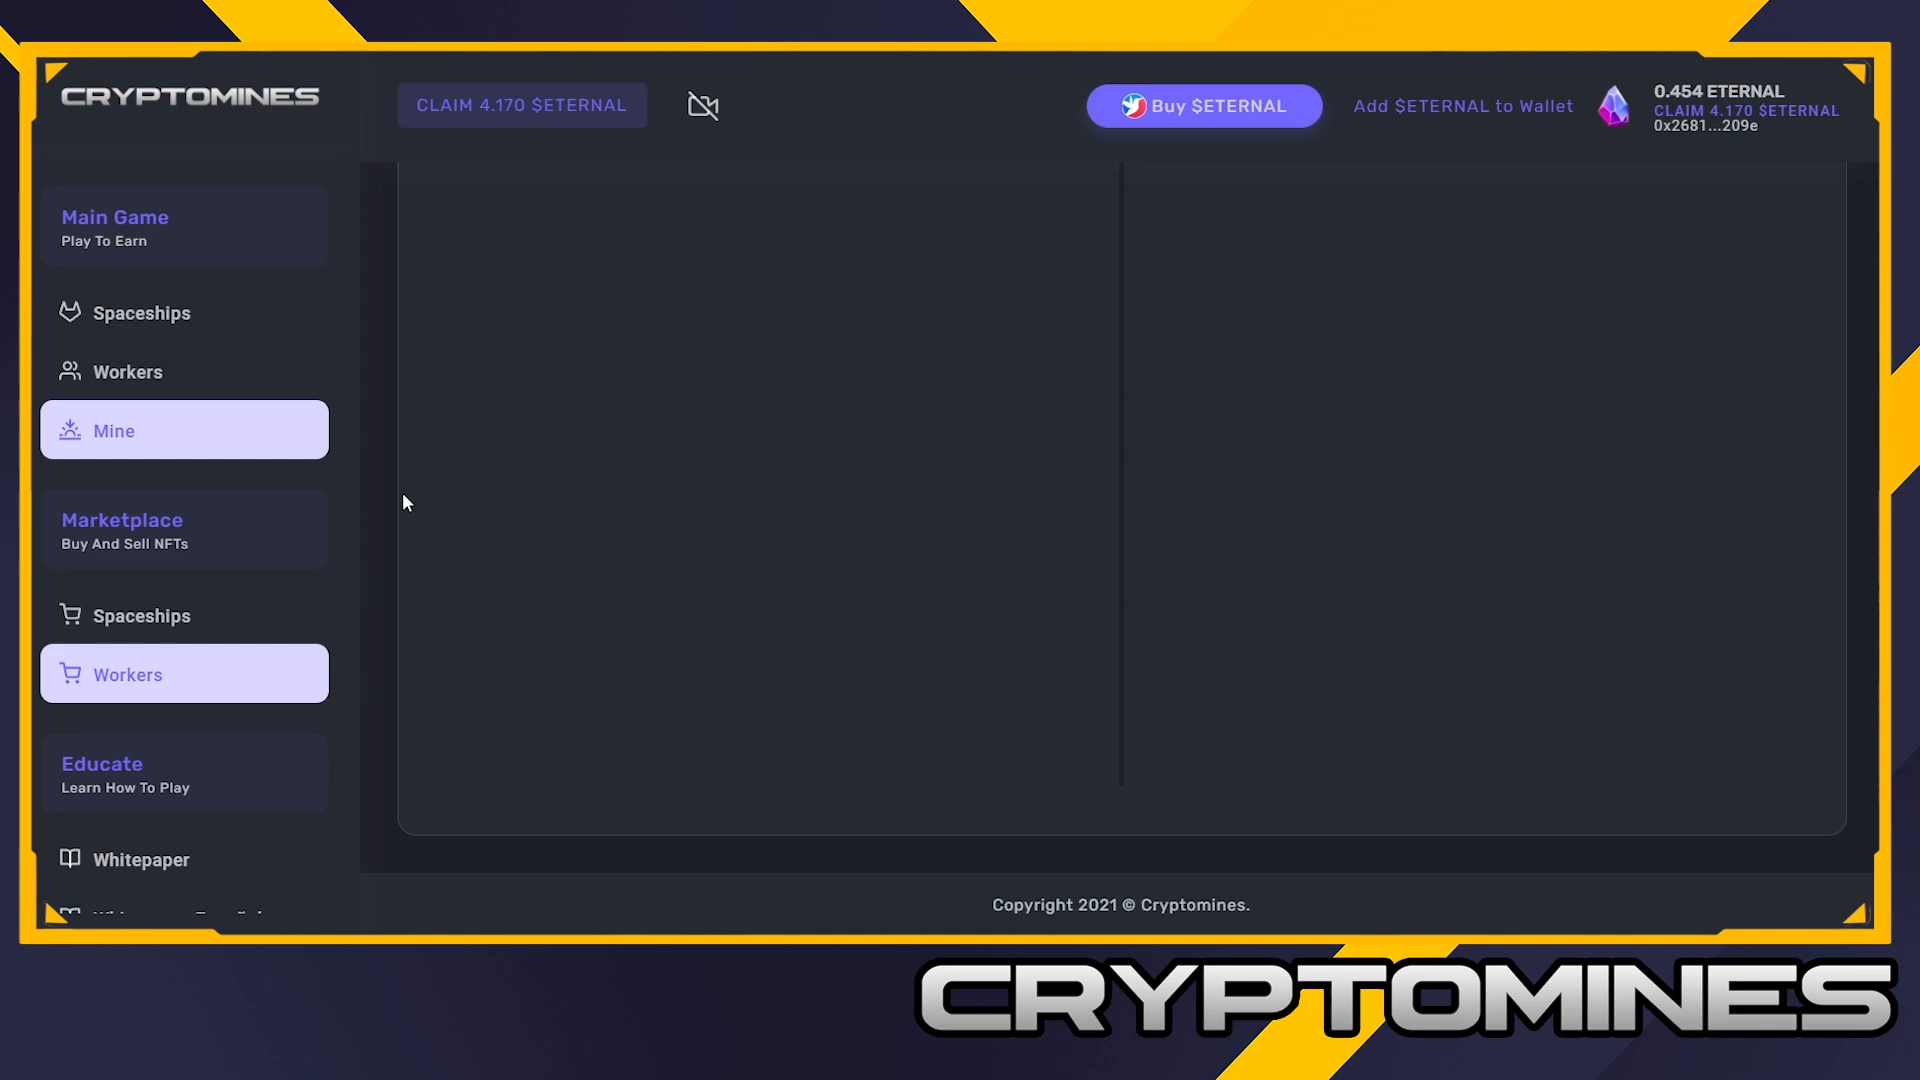 CRYPTOMINES
CLAIM 4.170 $ETERNAL
Buy $ETERNAL
Add $ETERNAL to Wallet
0.454 ETERNAL
CLAIM 4.170 $ETERNAL
0x2681...209e
Main Game
Play To Earn
Spaceships
Workers
Mine
Marketplace
Buy And Sell NFTs
Spaceships
Workers
Educate
Learn How To Play
Whitepaper
Copyright 2021 © Cryptomines.
CRYPTOMINES